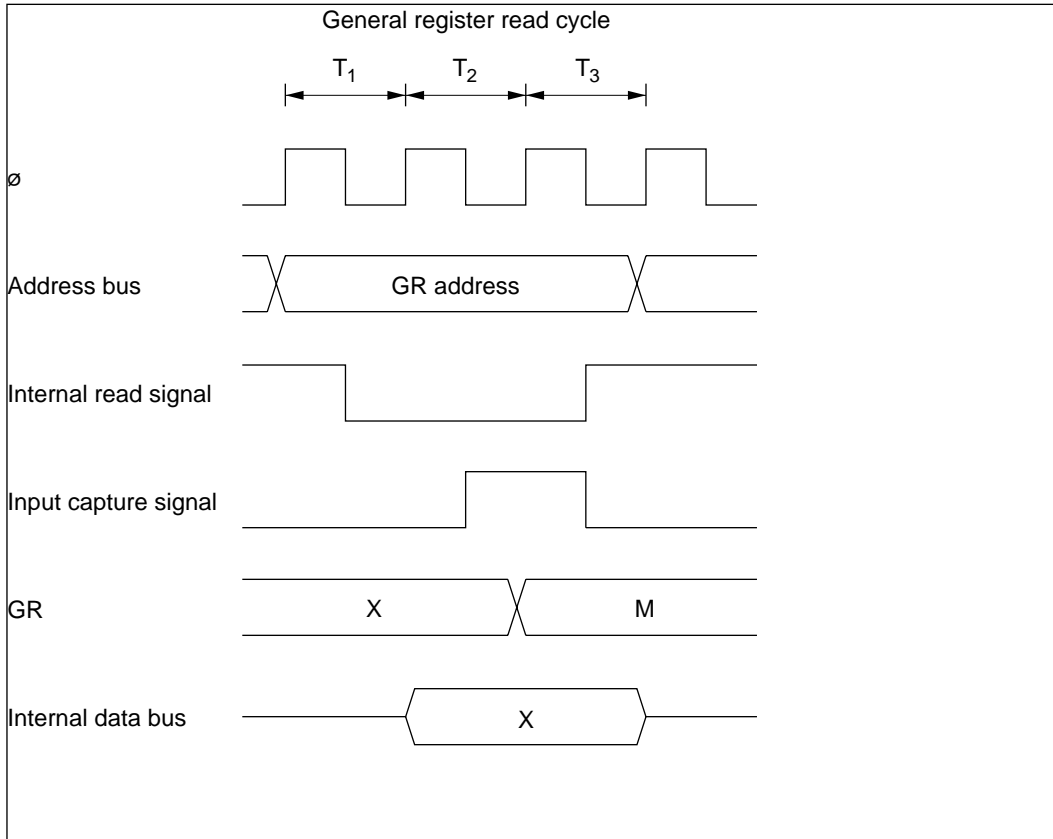 General register read cycle
T1 T2 T3
ø
Address bus GR address
Internal read signal
Input capture signal
GR X M
Internal data bus X